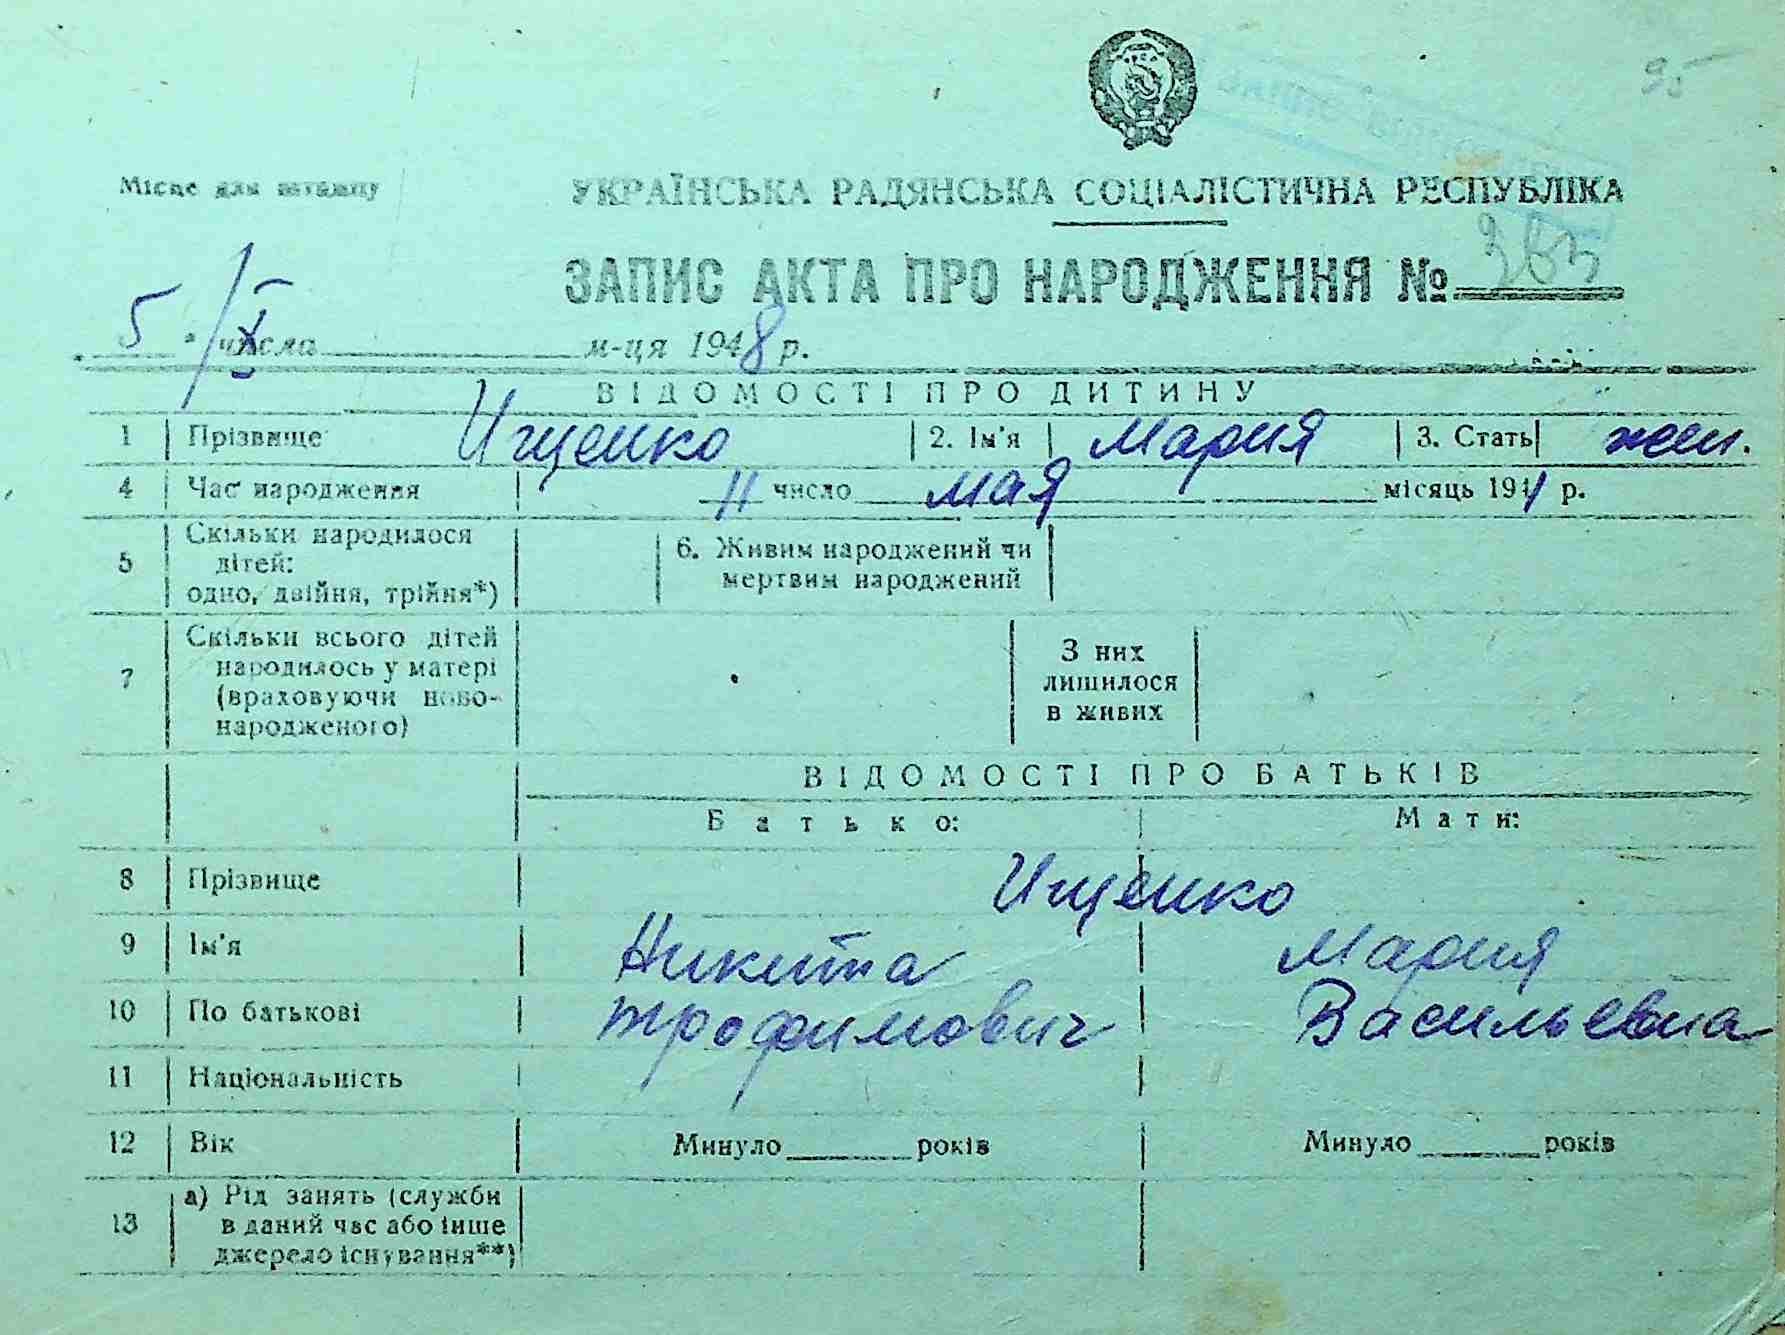 95
Місце для штампу
УКРАЇНСЬКА РАДЯНСЬКА СОЦІАЛІСТИЧНА РЕСПУБЛІКА
ЗАПИС АКТА ПРО НАРОДЖЕННЯ №
5 числа м-ця 1948 р.
ВІДОМОСТІ ПРО ДИТИНУ
1 Прізвище Ищенко 2. Ім'я Мария 3. Стать жен.
4 Час народження 11 число мая місяць 1941 р.
5 Скільки народилося дітей: одно, двійня, трійня*) 6. Живим народжений чи мертвим народжений
7 Скільки всього дітей народилось у матері (враховуючи ново-народженого) З них лишилося в живих
ВІДОМОСТІ ПРО БАТЬКІВ
Батько: Мати:
8 Прізвище Ищенко
9 Ім'я Никита Мария
10 По батькові Трофимович Васильевна
11 Національність
12 Вік Минуло років Минуло років
13 а) Рід занять (служби в даний час або інше джерело існування**)